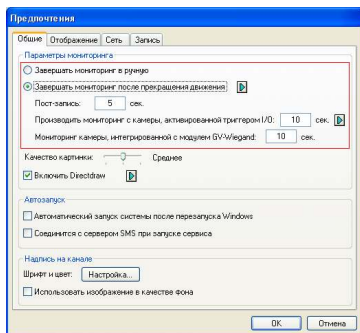 Предпочтения
Общие Отображение Сеть Запись
Параметры мониторинга
Завершать мониторинг в ручную
Завершать мониторинг после прекращения движения
Пост-запись: 5 сек.
Производить мониторинг с камеры, активированной триггером I/O: 10 сек.
Мониторинг камеры, интегрированной с модулем GV-Wiegand: 10 сек.
Качество картинки: Среднее
Включить Directdraw
Автозапуск
Автоматический запуск системы после перезапуска Windows
Соединится с сервером SMS при запуске сервиса
Надпись на канале
Шрифт и цвет: Настройка...
Использовать изображение в качестве фона
OK Отмена